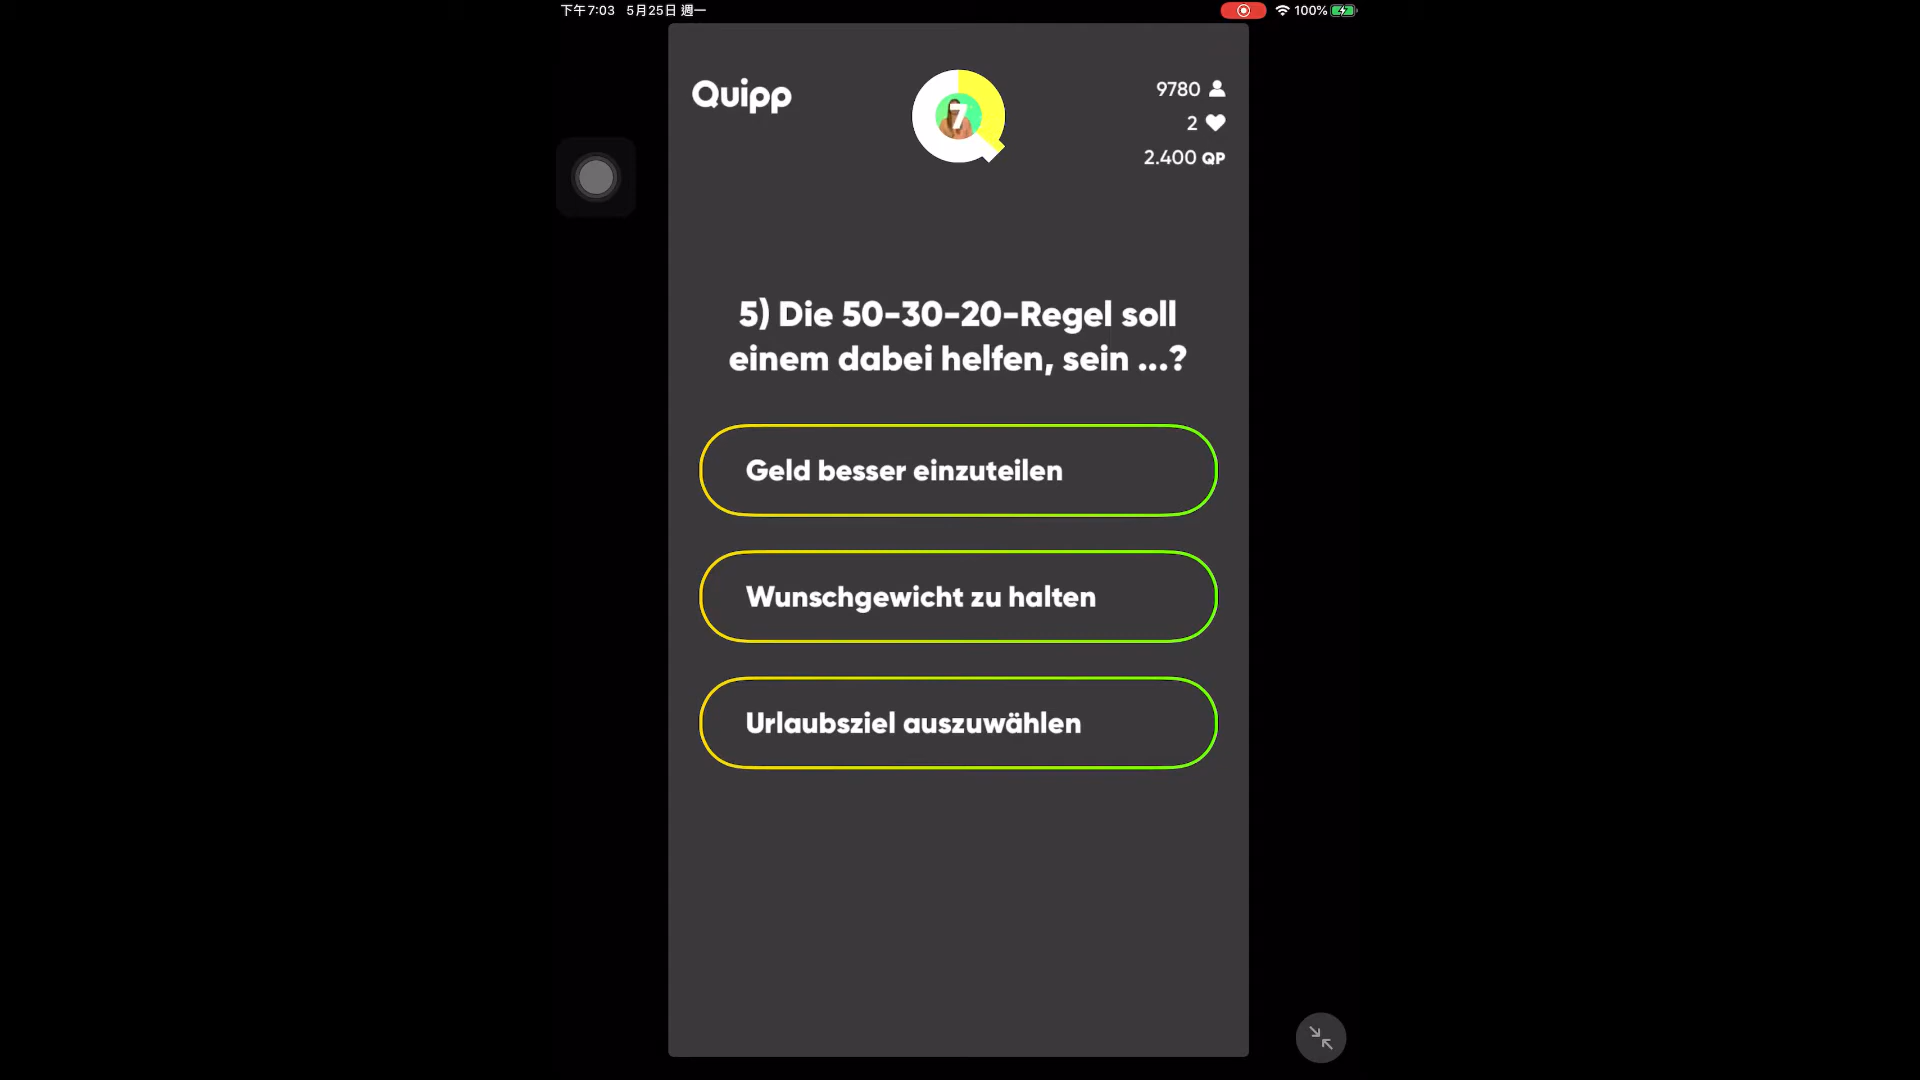 下午7:03 5月25日 週一
100%
Quipp
7
9780
2
2.400 QP
5) Die 50-30-20-Regel soll
einem dabei helfen, sein ...?
Geld besser einzuteilen
Wunschgewicht zu halten
Urlaubsziel auszuwählen